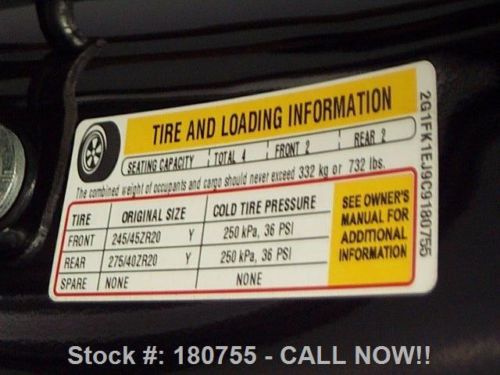 TIRE AND LOADING INFORMATION
SEATING CAPACITY TOTAL 4 FRONT 2 REAR 2
The combined weight of occupants and cargo should never exceed 332 kg or 732 lbs.
TIRE ORIGINAL SIZE COLD TIRE PRESSURE
FRONT 245/45ZR20 Y 250 kPa, 36 PSI
REAR 275/40ZR20 Y 250 kPa, 36 PSI
SPARE NONE NONE
SEE OWNER'S
MANUAL FOR
ADDITIONAL
INFORMATION
2G1FK1EJ9C9180755
Stock #: 180755 - CALL NOW!!